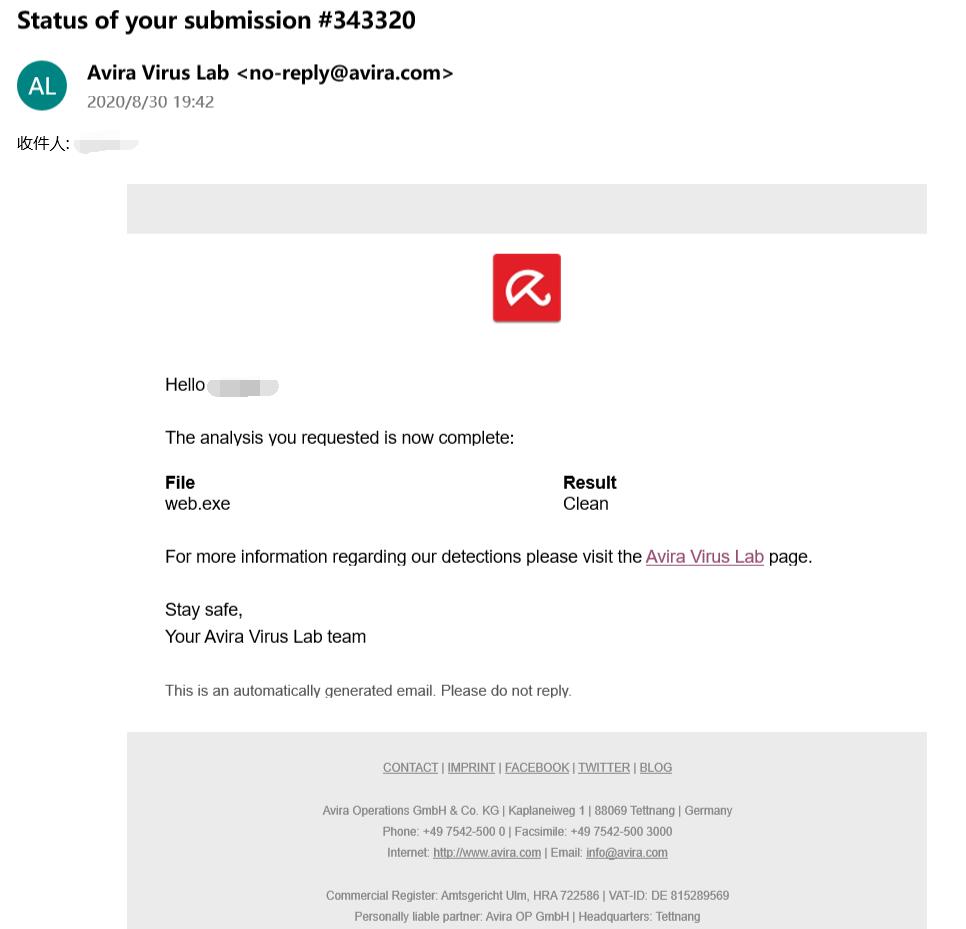 Status of your submission #343320
AL
Avira Virus Lab <no-reply@avira.com>
2020/8/30 19:42
收件人:
Hello
The analysis you requested is now complete:
File Result
web.exe Clean
For more information regarding our detections please visit the Avira Virus Lab page.
Stay safe,
Your Avira Virus Lab team
This is an automatically generated email. Please do not reply.
CONTACT | IMPRINT | FACEBOOK | TWITTER | BLOG
Avira Operations GmbH & Co. KG | Kaplaneiweg 1 | 88069 Tettnang | Germany
Phone: +49 7542-500 0 | Facsimile: +49 7542-500 3000
Internet: http://www.avira.com | Email: info@avira.com
Commercial Register: Amtsgericht Ulm, HRA 722586 | VAT-ID: DE 815289569
Personally liable partner: Avira OP GmbH | Headquarters: Tettnang